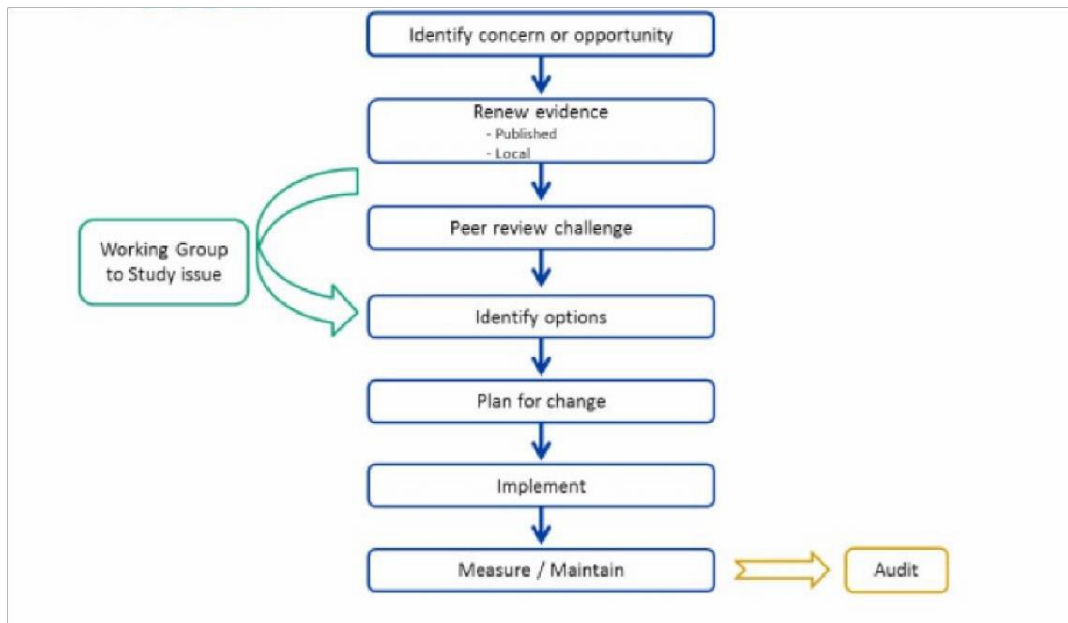 Identify concern or opportunity
Renew evidence
- Published
- Local
Peer review challenge
Working Group
to Study issue
Identify options
Plan for change
Implement
Measure / Maintain
Audit